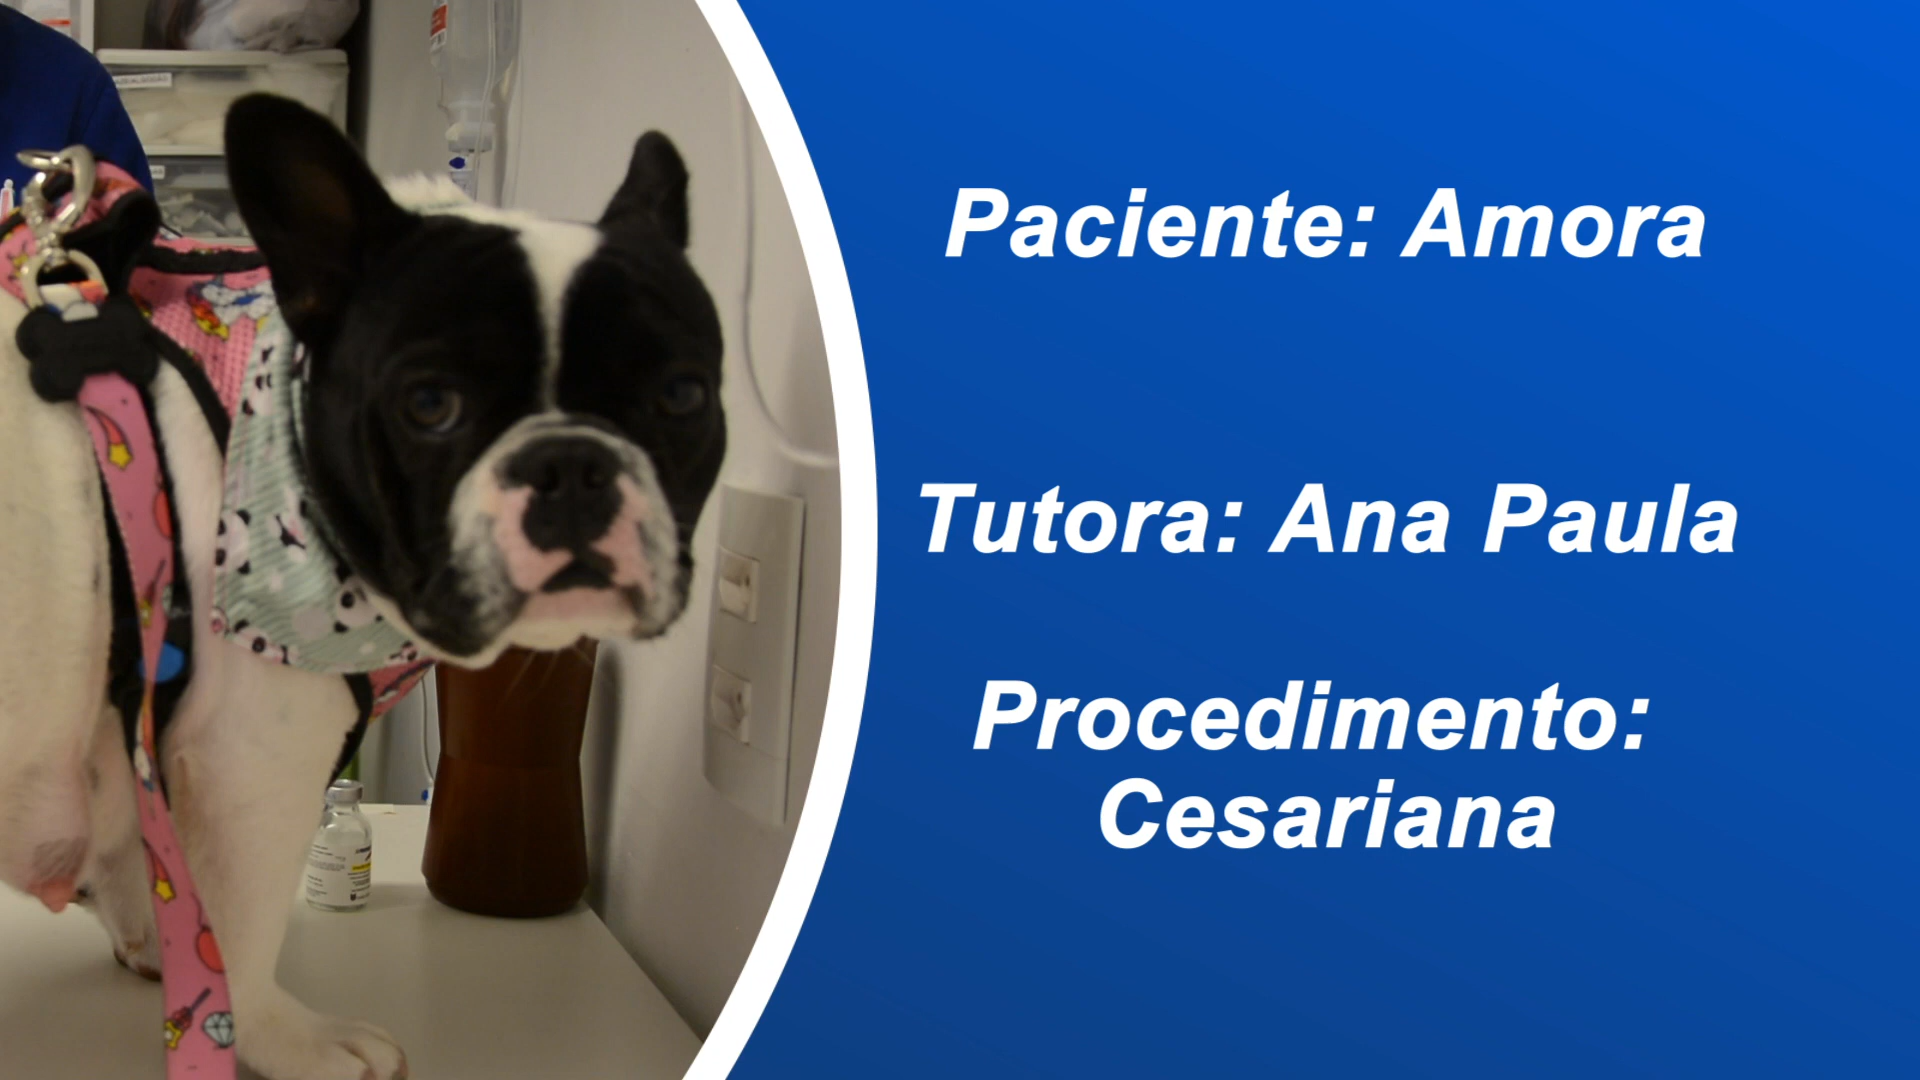 Paciente: Amora
Tutora: Ana Paula
Procedimento:
Cesariana